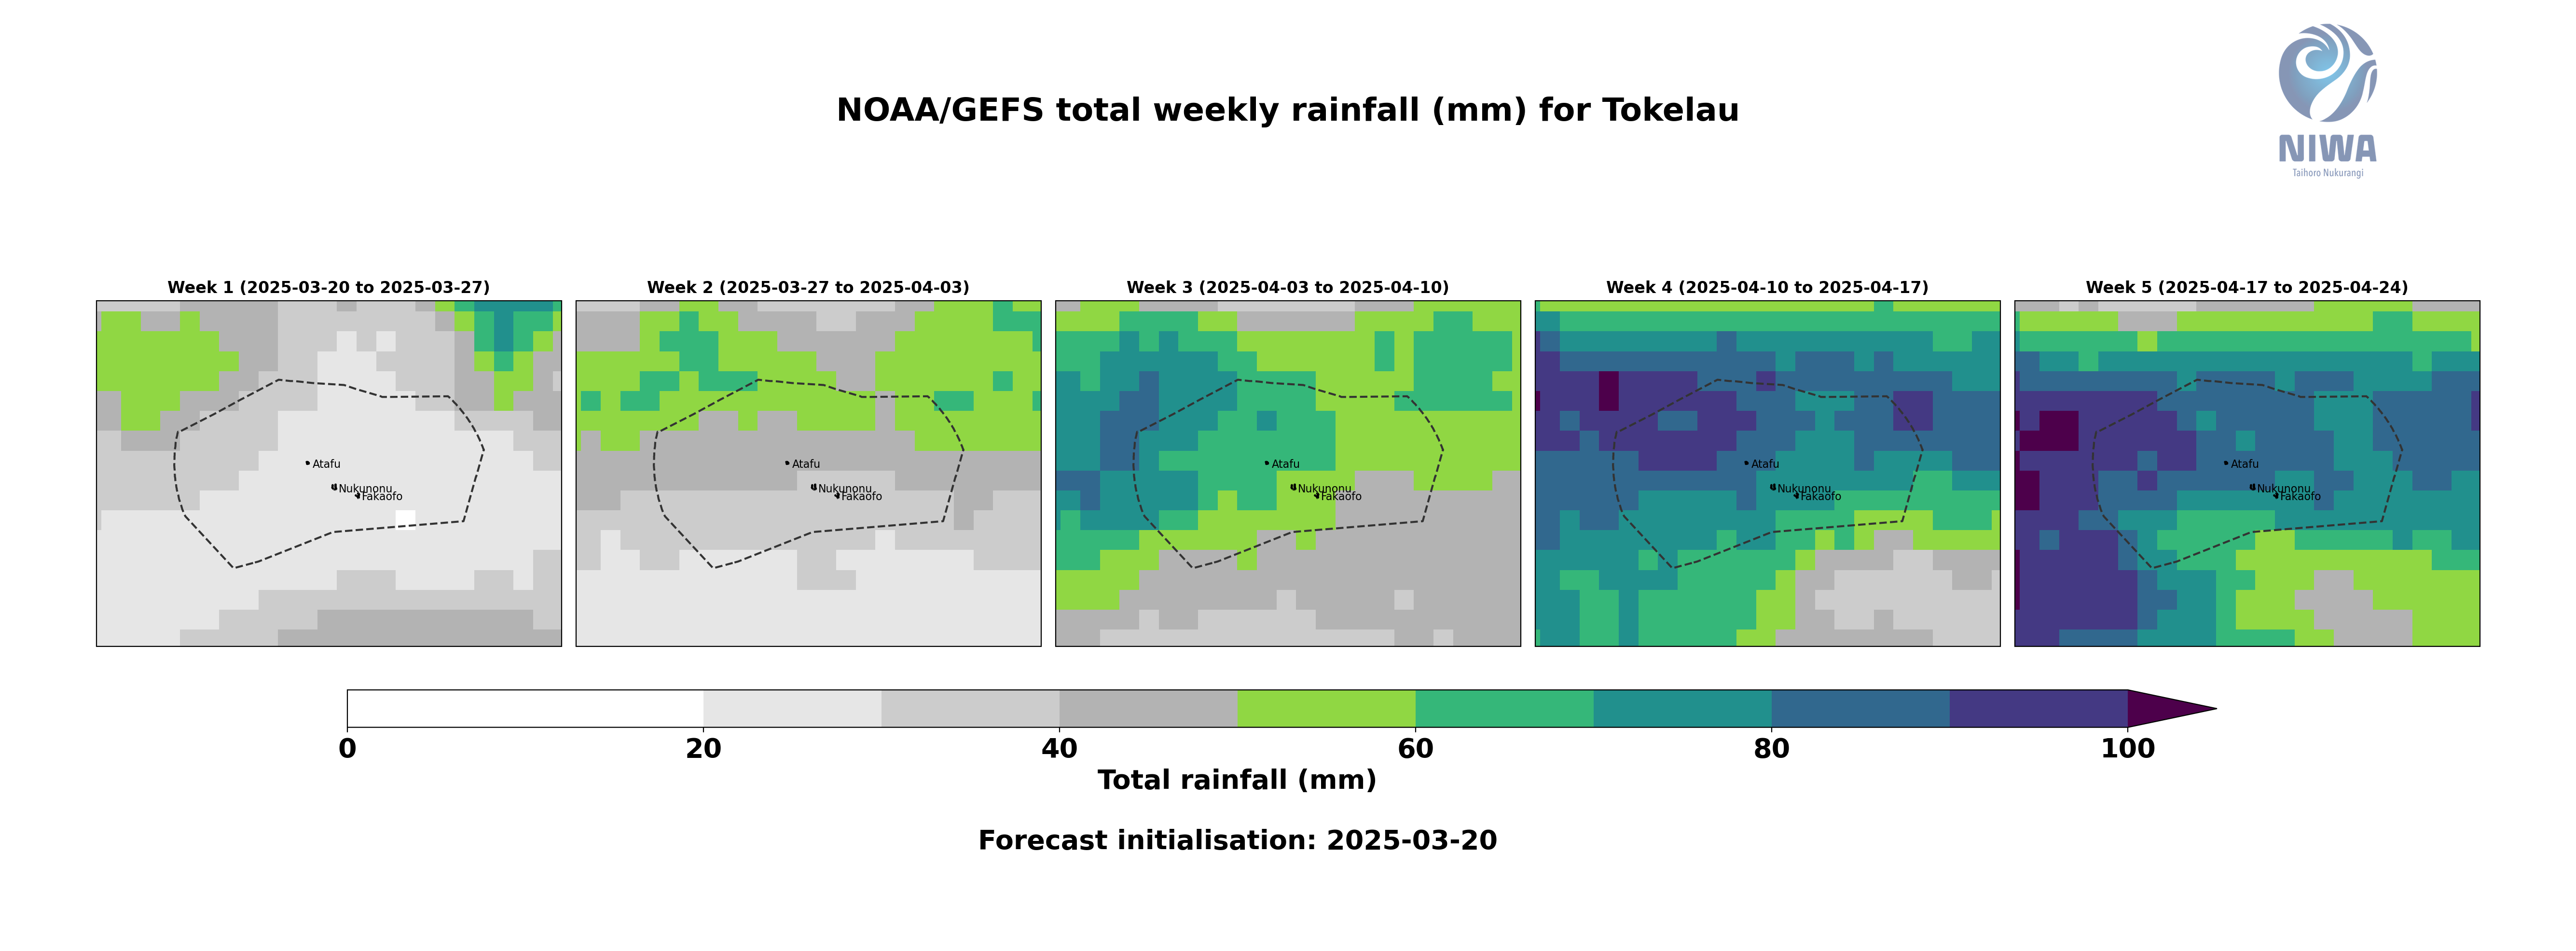 NOAA/GEFS total weekly rainfall (mm) for Tokelau
NIWA
Taihoro Nukurangi
Week 1 (2025-03-20 to 2025-03-27)
Week 2 (2025-03-27 to 2025-04-03)
Week 3 (2025-04-03 to 2025-04-10)
Week 4 (2025-04-10 to 2025-04-17)
Week 5 (2025-04-17 to 2025-04-24)
Atafu
Nukunonu
Fakaofo
Atafu
Nukunonu
Fakaofo
Atafu
Nukunonu
Fakaofo
Atafu
Nukunonu
Fakaofo
Atafu
Nukunonu
Fakaofo
0 20 40 60 80 100
Total rainfall (mm)
Forecast initialisation: 2025-03-20